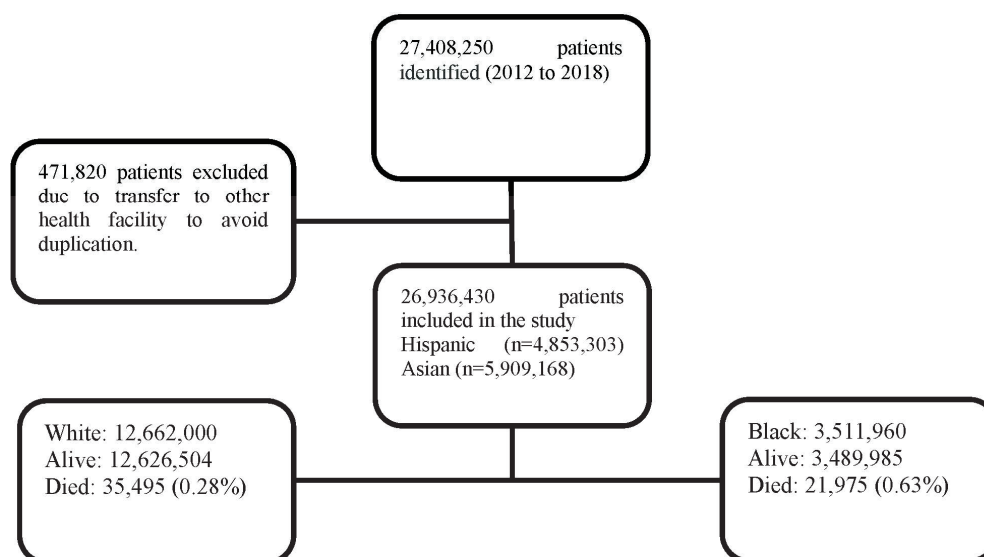 27,408,250 patients
identified (2012 to 2018)
471,820 patients excluded
due to transfer to other
health facility to avoid
duplication.
26,936,430 patients
included in the study
Hispanic (n=4,853,303)
Asian (n=5,909,168)
White: 12,662,000
Alive: 12,626,504
Died: 35,495 (0.28%)
Black: 3,511,960
Alive: 3,489,985
Died: 21,975 (0.63%)